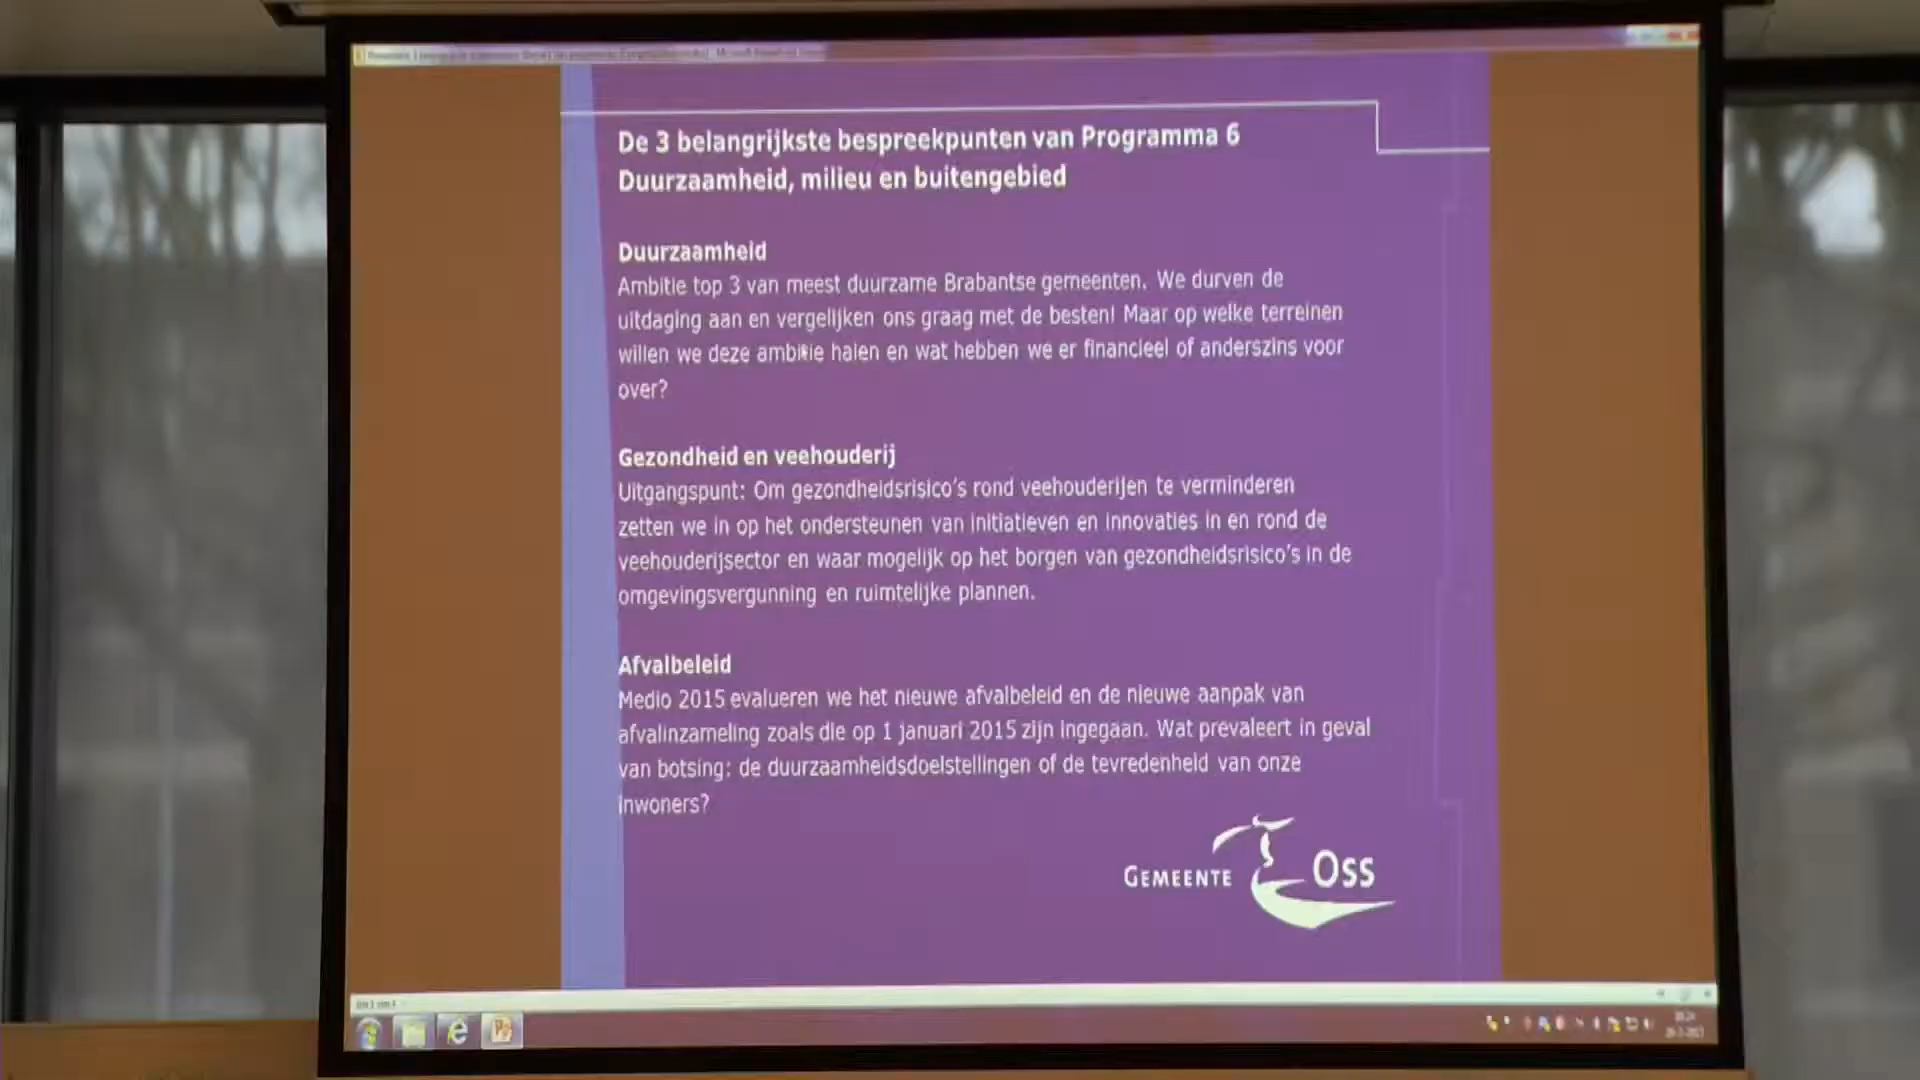 De 3 belangrijkste bespreekpunten van Programma 6
Duurzaamheid, milieu en buitengebied
Duurzaamheid
Ambitie top 3 van meest duurzame Brabantse gemeenten. We durven de
uitdaging aan en vergelijken ons graag met de besten! Maar op welke terreinen
willen we deze ambitie halen en wat hebben we er financieel of anderszins voor
over?
Gezondheid en veehouderij
Uitgangspunt: Om gezondheidsrisico's rond veehouderijen te verminderen
zetten we in op het ondersteunen van initiatieven en innovaties in en rond de
veehouderijsector en waar mogelijk op het borgen van gezondheidsrisico's in de
omgevingsvergunning en ruimtelijke plannen.
Afvalbeleid
Medio 2015 evalueren we het nieuwe afvalbeleid en de nieuwe aanpak van
afvalinzameling zoals die op 1 januari 2015 zijn ingegaan. Wat prevaleert in geval
van botsing: de duurzaamheidsdoelstellingen of de tevredenheid van onze
inwoners?
GEMEENTE OSS